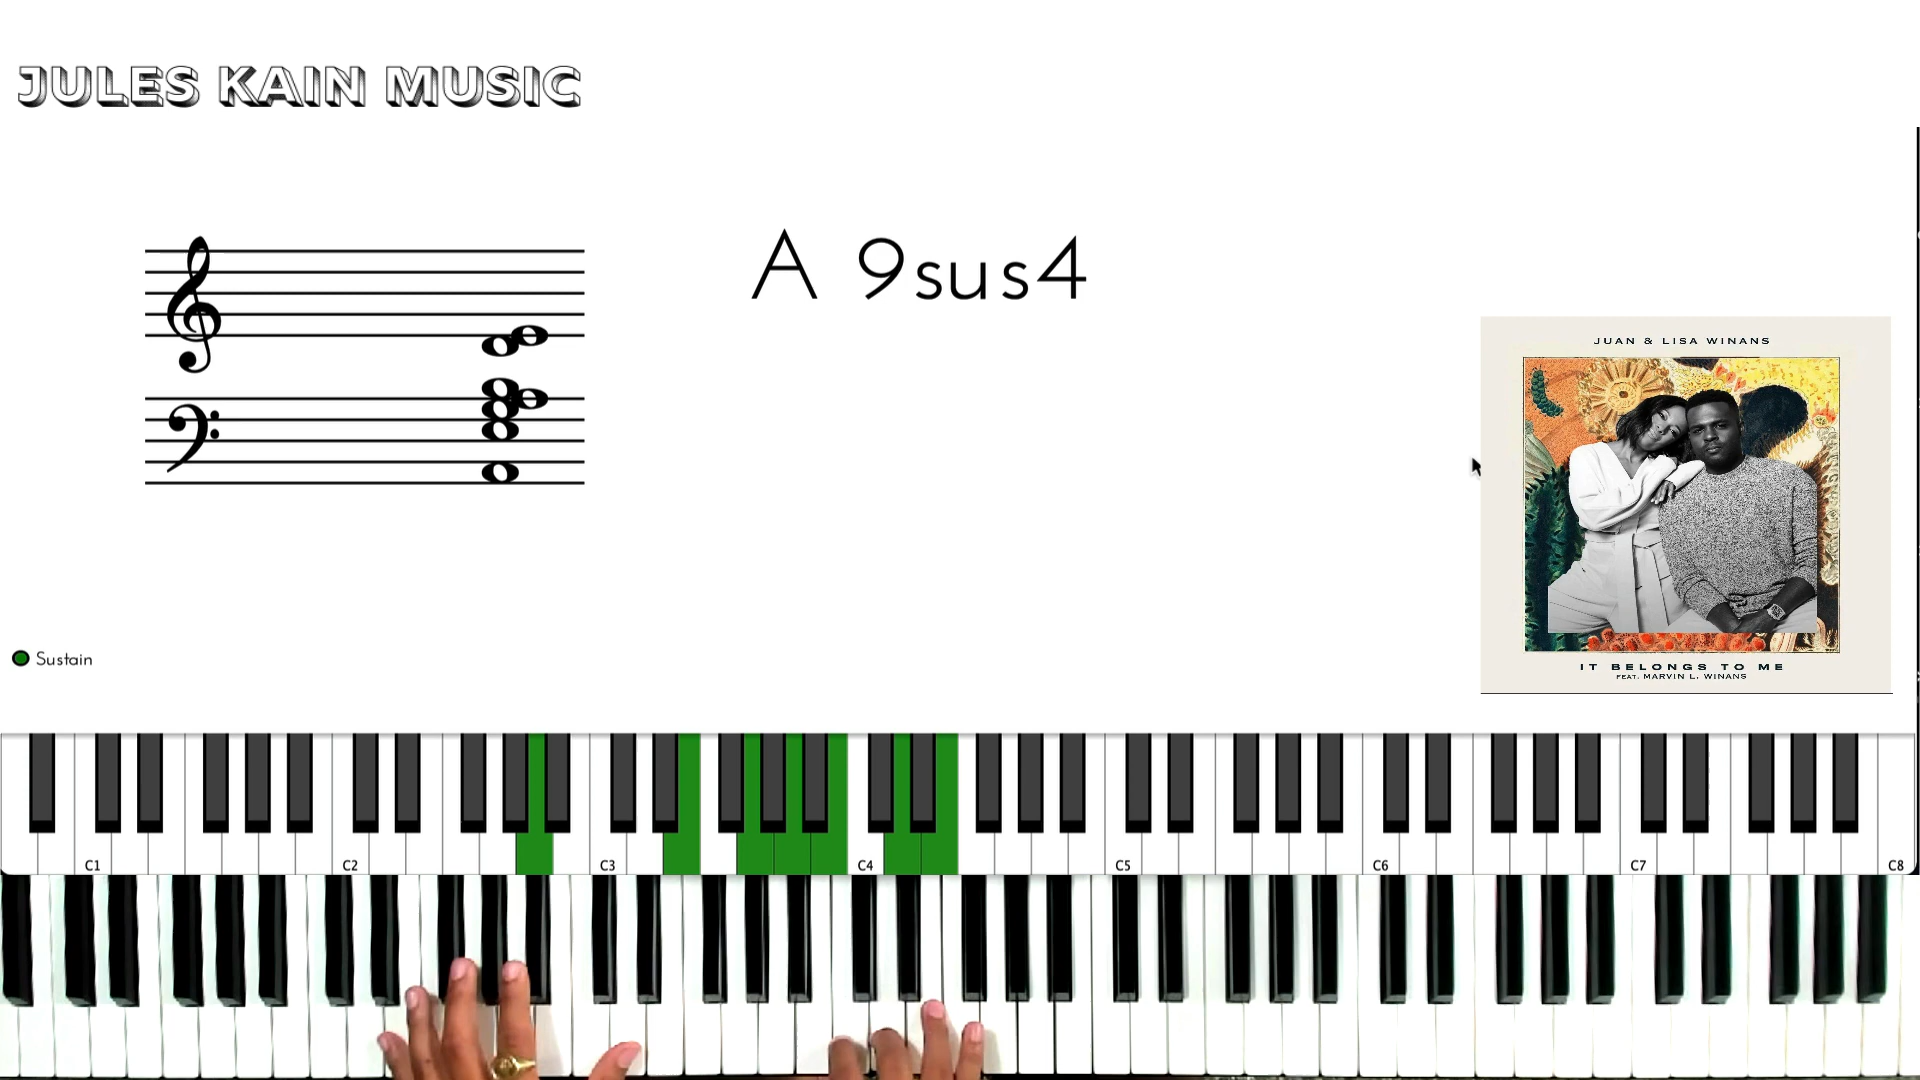 JULES KAIN MUSIC
A 9sus4
JUAN & LISA WINANS
IT BELONGS TO ME
FEAT. MARVIN L. WINANS
Sustain
C1 C2 C3 C4 C5 C6 C7 C8